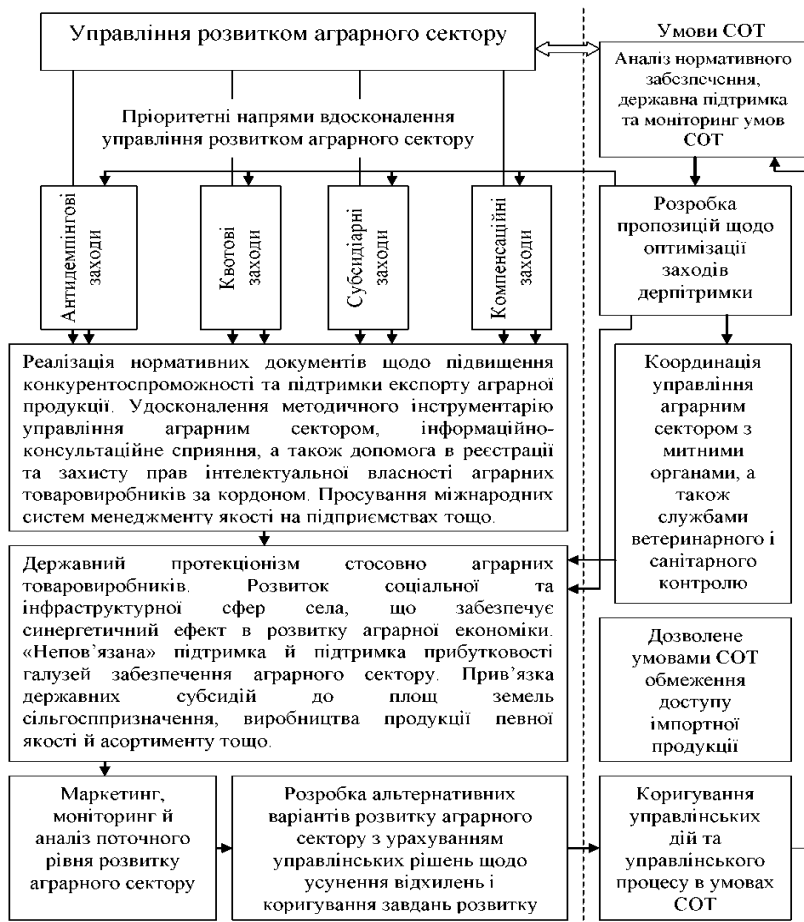 Управління розвитком аграрного сектору
Умови СОТ
Аналіз нормативного
забезпечення,
державна підтримка
та моніторинг умов
СОТ
Пріоритетні напрями вдосконалення
управління розвитком аграрного сектору
Антидемпінгові
заходи
Квотові
заходи
Субсидіарні
заходи
Компенсаційні
заходи
Розробка
пропозицій щодо
оптимізації
заходів
дерпітримки
Реалізація нормативних документів щодо підвищення
конкурентоспроможності та підтримки експорту аграрної
продукції. Удосконалення методичного інструментарію
управління аграрним сектором, інформаційно-
консультаційне сприяння, а також допомога в реєстрації
та захисту прав інтелектуальної власності аграрних
товаровиробників за кордоном. Просування міжнародних
систем менеджменту якості на підприємствах тощо.
Координація
управління
аграрним
сектором з
митними
органами, а
також
службами
ветеринарного і
санітарного
контролю
Державний протекціонізм стосовно аграрних
товаровиробників. Розвиток соціальної та
інфраструктурної сфер села, що забезпечує
синергетичний ефект в розвитку аграрної економіки.
«Непов’язана» підтримка й підтримка прибутковості
галузей забезпечення аграрного сектору. Прив’язка
державних субсидій до площ земель
сільгосппризначення, виробництва продукції певної
якості й асортименту тощо.
Дозволене
умовами СОТ
обмеження
доступу
імпортної
продукції
Маркетинг,
моніторинг й
аналіз поточного
рівня розвитку
аграрного сектору
Розробка альтернативних
варіантів розвитку аграрного
сектору з урахуванням
управлінських рішень щодо
усунення відхилень і
коригування завдань розвитку
Коригування
управлінських
дій та
управлінського
процесу в умовах
СОТ